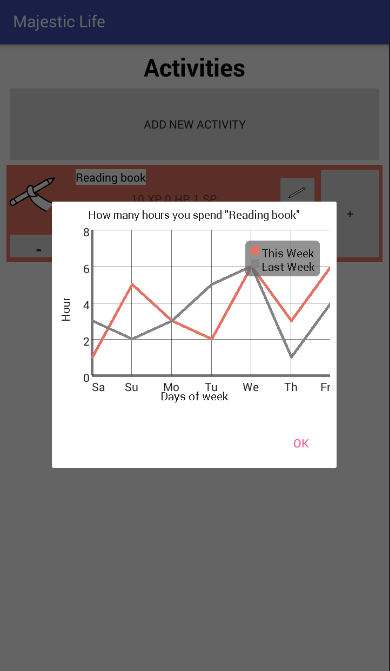 Majestic Life
Activities
ADD NEW ACTIVITY
Reading book
10 XP 0 HP 1 SP
+
-
How many hours you spend "Reading book"
8
6
4
2
0
Hour
This Week
Last Week
Sa Su Mo Tu We Th Fr
Days of week
OK